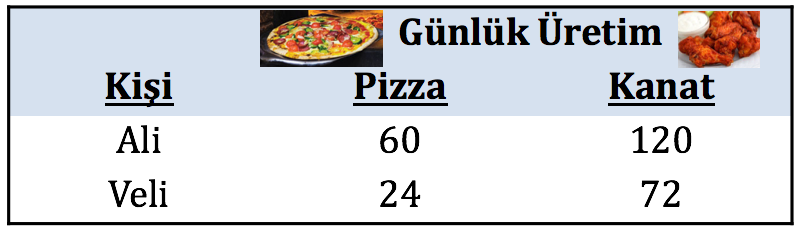 Günlük Üretim
Kişi Pizza Kanat
Ali 60 120
Veli 24 72